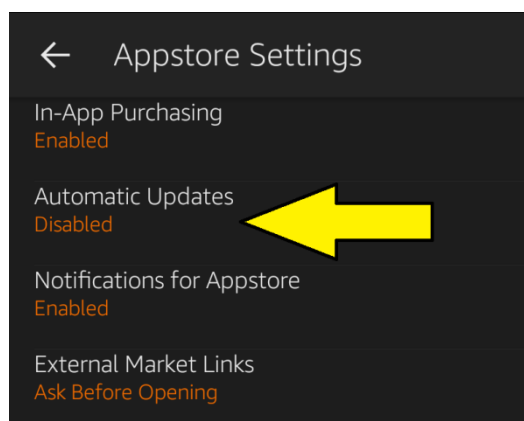 Appstore Settings
In-App Purchasing
Enabled
Automatic Updates
Disabled
Notifications for Appstore
Enabled
External Market Links
Ask Before Opening